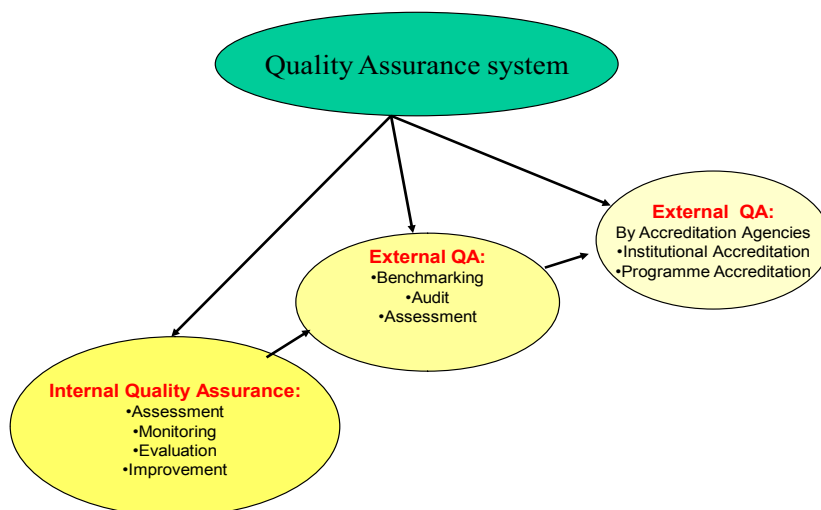 Quality Assurance system
External QA:
By Accreditation Agencies
•Institutional Accreditation
•Programme Accreditation
External QA:
•Benchmarking
•Audit
•Assessment
Internal Quality Assurance:
•Assessment
•Monitoring
•Evaluation
•Improvement